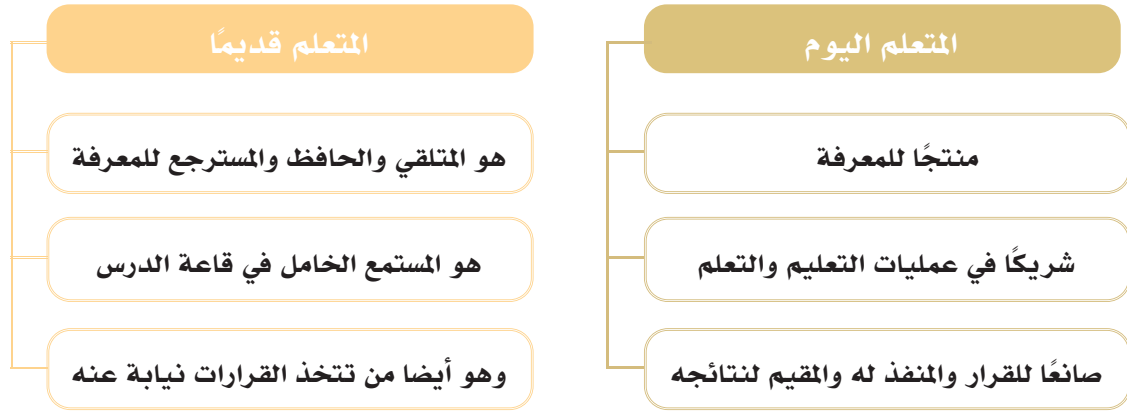 المتعلم اليوم
منتجًا للمعرفة
شريكًا في عمليات التعليم والتعلم
صانعًا للقرار والمنفذ له والمقيم لنتائجه
المتعلم قديمًا
هو المتلقي والحافظ والمسترجع للمعرفة
هو المستمع الخامل في قاعة الدرس
وهو أيضا من تتخذ القرارات نيابة عنه